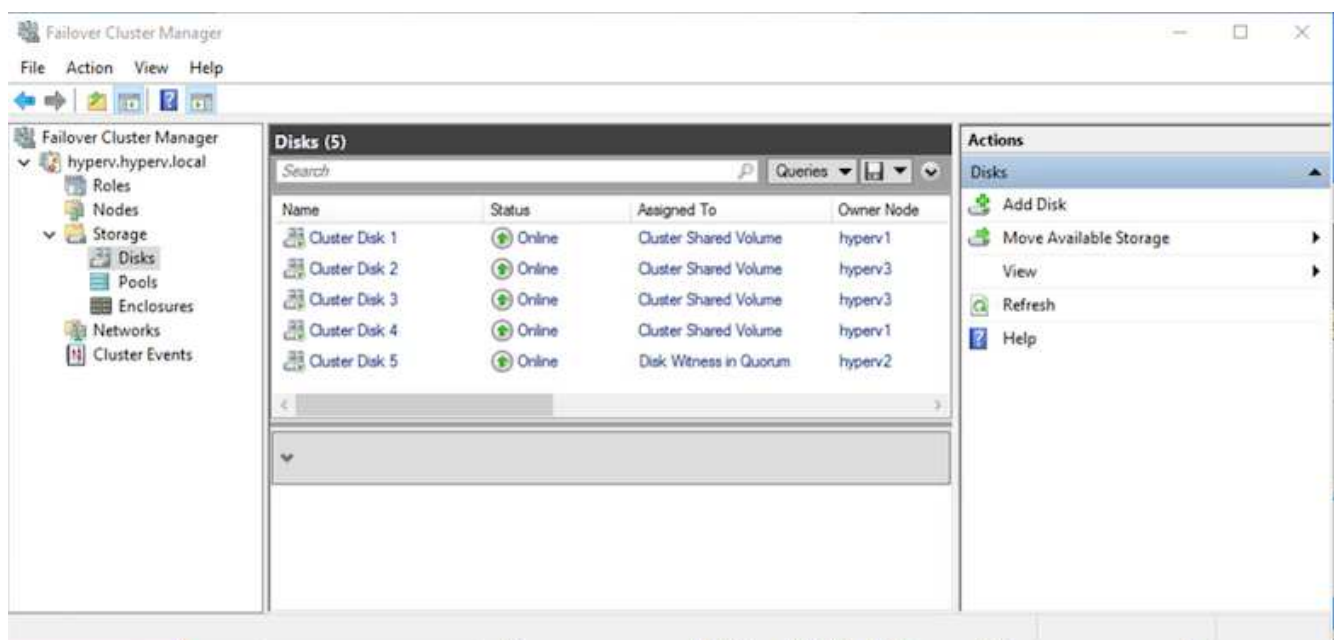 Failover Cluster Manager
File Action View Help
Failover Cluster Manager
hyperv.hyperv.local
Roles
Nodes
Storage
Disks
Pools
Enclosures
Networks
Cluster Events
Disks (5)
Search
Queries
Name Status Assigned To Owner Node
Cluster Disk 1 Online Cluster Shared Volume hyperv1
Cluster Disk 2 Online Cluster Shared Volume hyperv3
Cluster Disk 3 Online Cluster Shared Volume hyperv3
Cluster Disk 4 Online Cluster Shared Volume hyperv1
Cluster Disk 5 Online Disk Witness in Quorum hyperv2
Actions
Disks
Add Disk
Move Available Storage
View
Refresh
Help